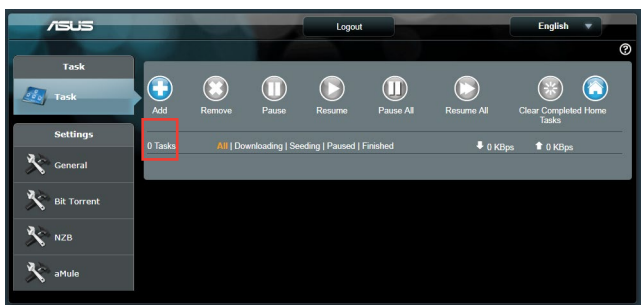 ASUS
Logout
English
Task
Task
Add
Remove
Pause
Resume
Pause All
Resume All
Clear Completed Tasks
Home
0 Tasks
All | Downloading | Seeding | Paused | Finished
0 KBps
0 KBps
Settings
General
Bit Torrent
NZB
aMule